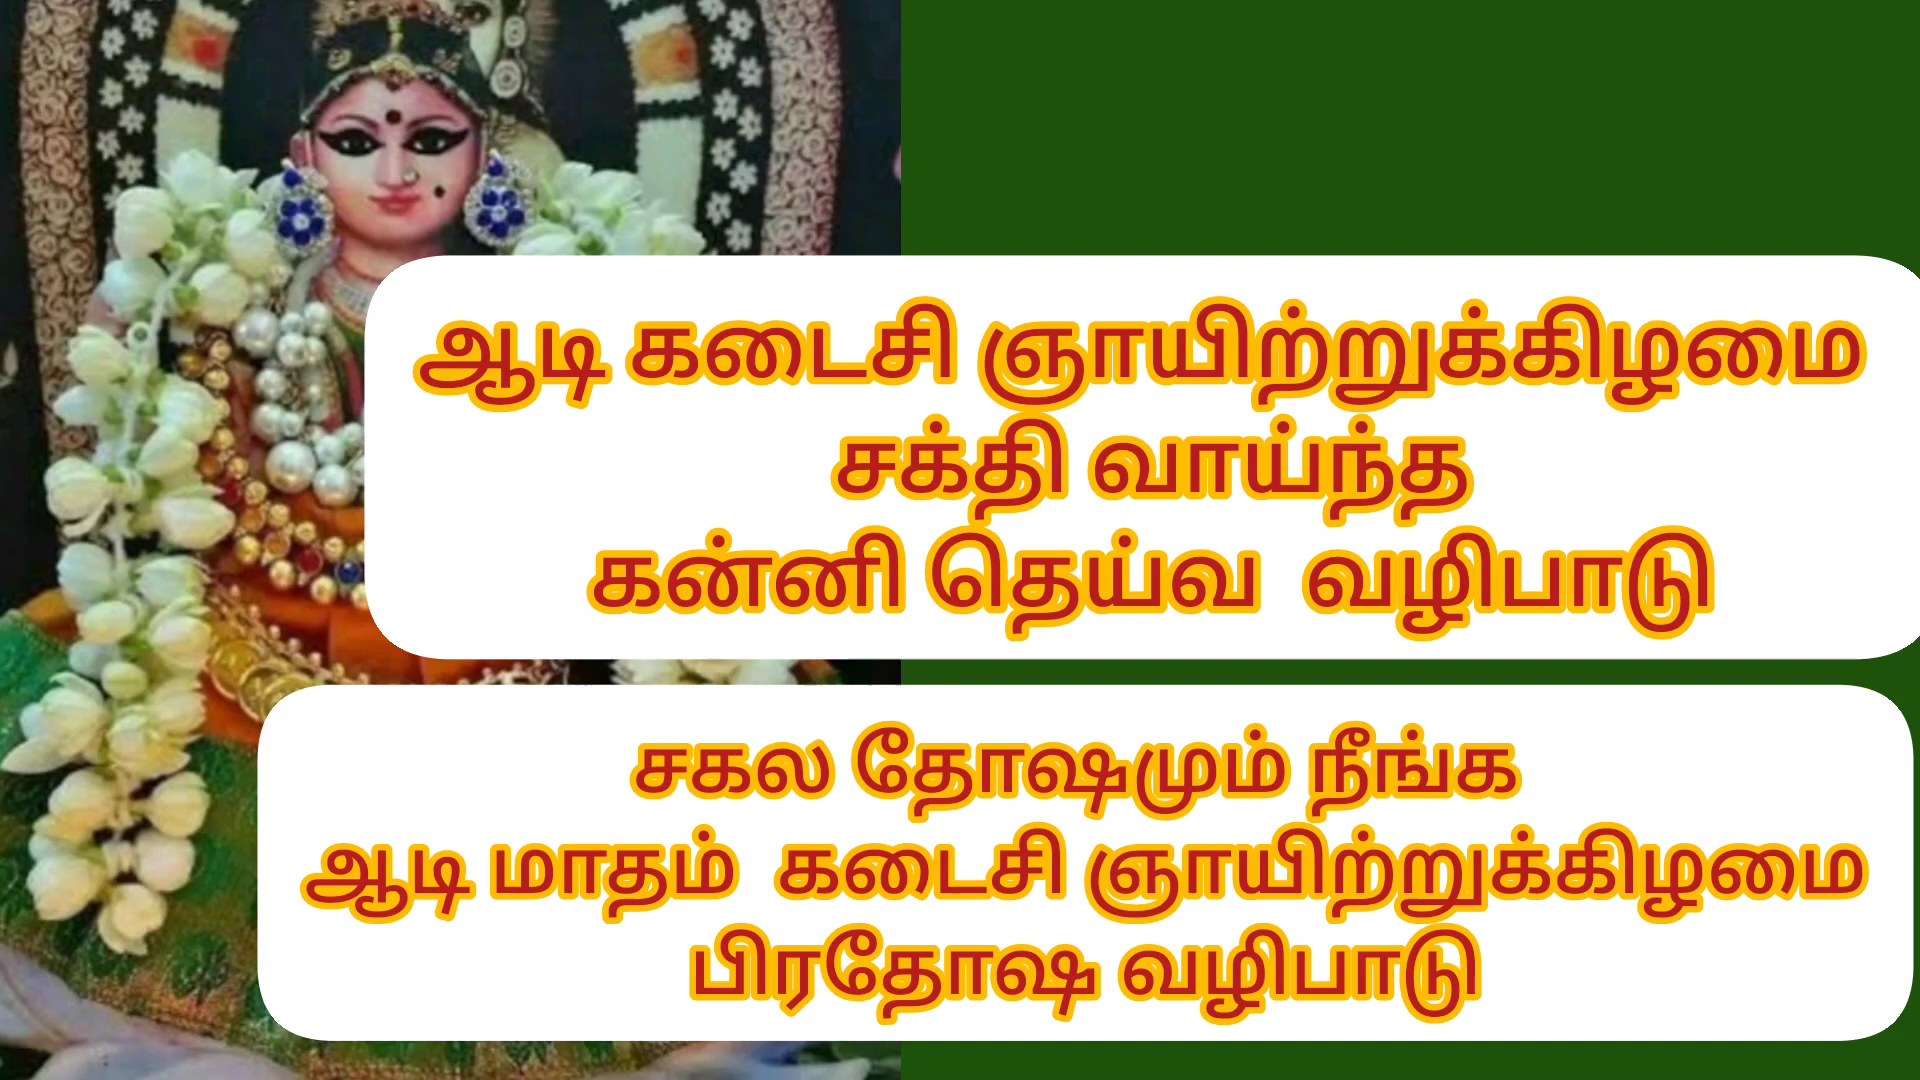 ஆடி கடைசி ஞாயிற்றுக்கிழமை
சக்தி வாய்ந்த
கன்னி தெய்வ வழிபாடு
சகல தோஷமும் நீங்க
ஆடி மாதம் கடைசி ஞாயிற்றுக்கிழமை
பிரதோஷ வழிபாடு